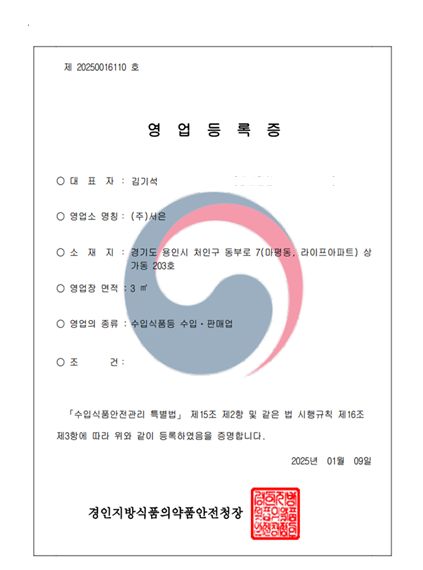 제 20250016110 호
영 업 등 록 증
○ 대 표 자 : 김기석
○ 영업소 명칭 : (주)서은
○ 소 재 지 : 경기도 용인시 처인구 동부로 7(마평동, 라이프아파트) 상
가동 203호
○ 영업장 면적 : 3 ㎡
○ 영업의 종류 : 수입식품등 수입ㆍ판매업
○ 조 건 :
「수입식품안전관리 특별법」 제15조 제2항 및 같은 법 시행규칙 제16조
제3항에 따라 위와 같이 등록하였음을 증명합니다.
2025년 01월 09일
경인지방식품의약품안전청장